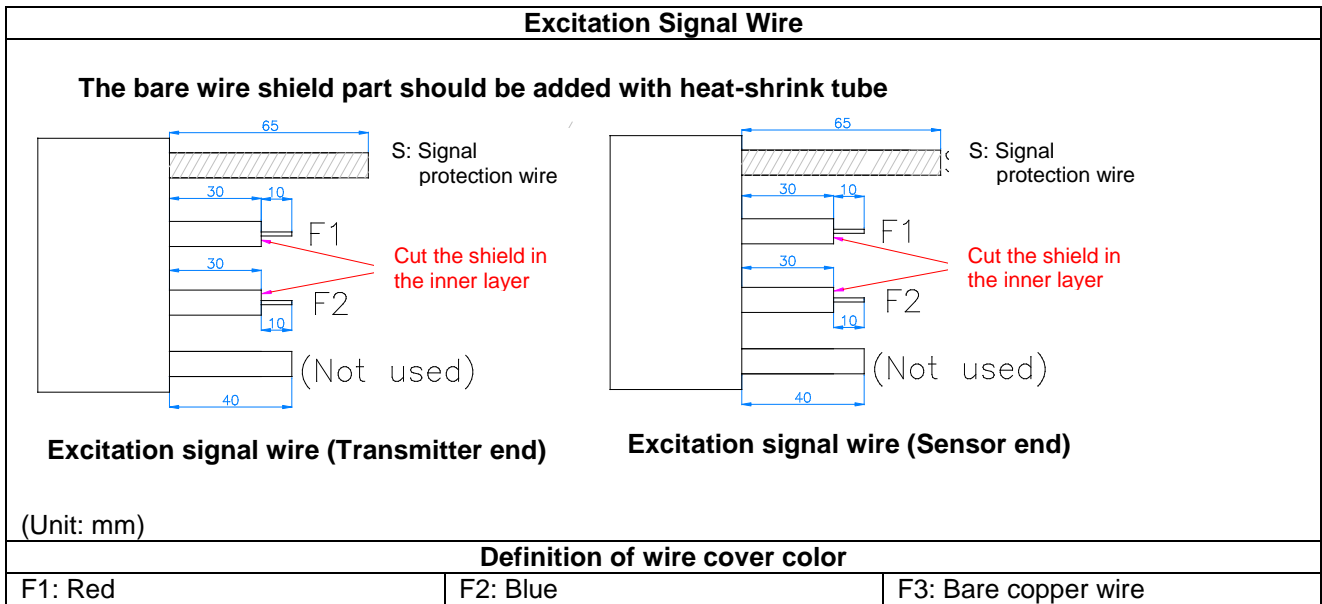 Excitation Signal Wire
The bare wire shield part should be added with heat-shrink tube
65
S: Signal
protection wire
30
10
F1
Cut the shield in
the inner layer
30
F2
10
(Not used)
40
Excitation signal wire (Transmitter end)
65
S: Signal
protection wire
30
10
F1
Cut the shield in
the inner layer
30
F2
10
(Not used)
40
Excitation signal wire (Sensor end)
(Unit: mm)
Definition of wire cover color
F1: Red
F2: Blue
F3: Bare copper wire